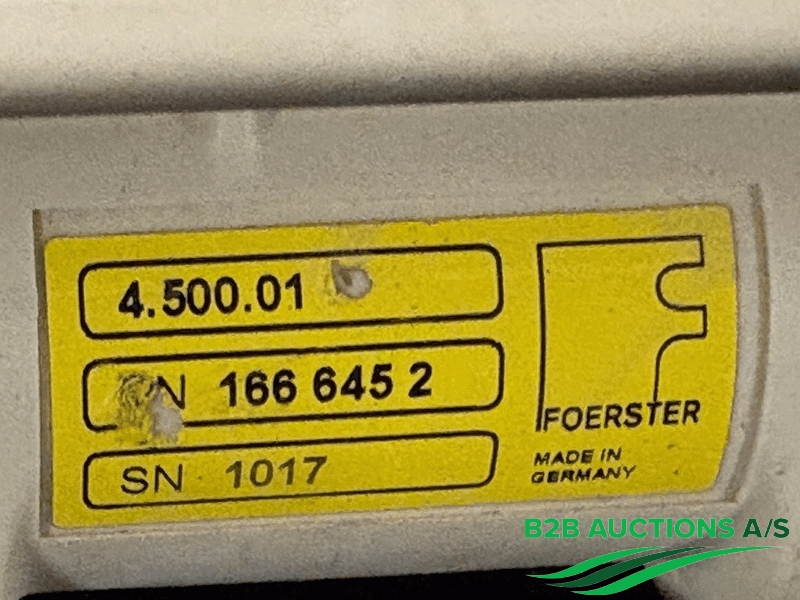 4.500.01
N 166 645 2
SN 1017
FOERSTER
MADE IN
GERMANY
B2B AUCTIONS A/S